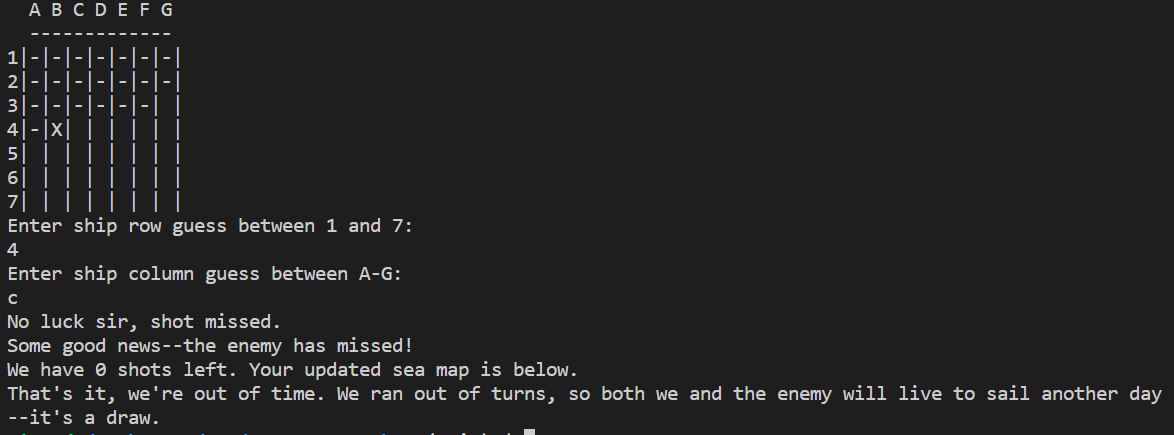 A B C D E F G
-------------
1|-|-|-|-|-|-|-|
2|-|-|-|-|-|-|-|
3|-|-|-|-|-|-| |
4|-|X| | | | | |
5| | | | | | | |
6| | | | | | | |
7| | | | | | | |
Enter ship row guess between 1 and 7:
4
Enter ship column guess between A-G:
c
No luck sir, shot missed.
Some good news--the enemy has missed!
We have 0 shots left. Your updated sea map is below.
That's it, we're out of time. We ran out of turns, so both we and the enemy will live to sail another day
--it's a draw.